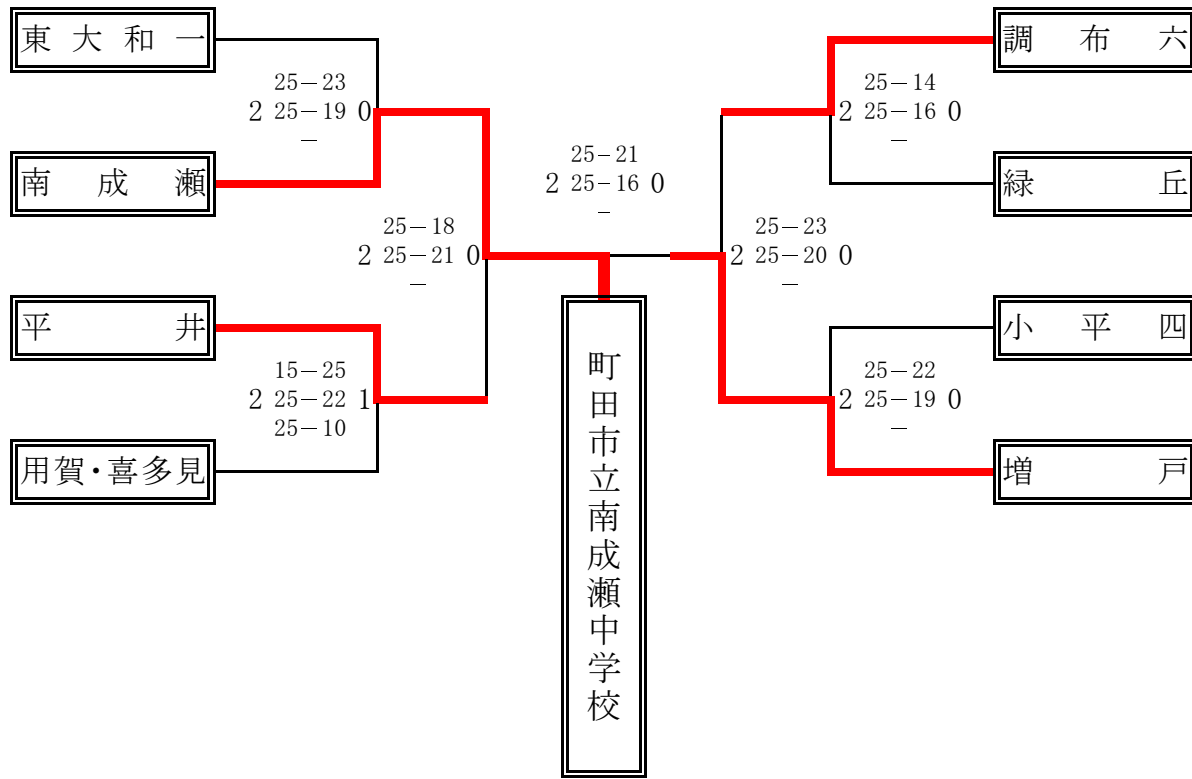 東大和一
25－23
2 25－19 0
－
南成瀬
25－18
2 25－21 0
－
平井
15－25
2 25－22 1
25－10
用賀・喜多見
25－21
2 25－16 0
－
町田市立南成瀬中学校
調布六
25－14
2 25－16 0
－
緑丘
25－23
2 25－20 0
－
小平四
25－22
2 25－19 0
－
増戸